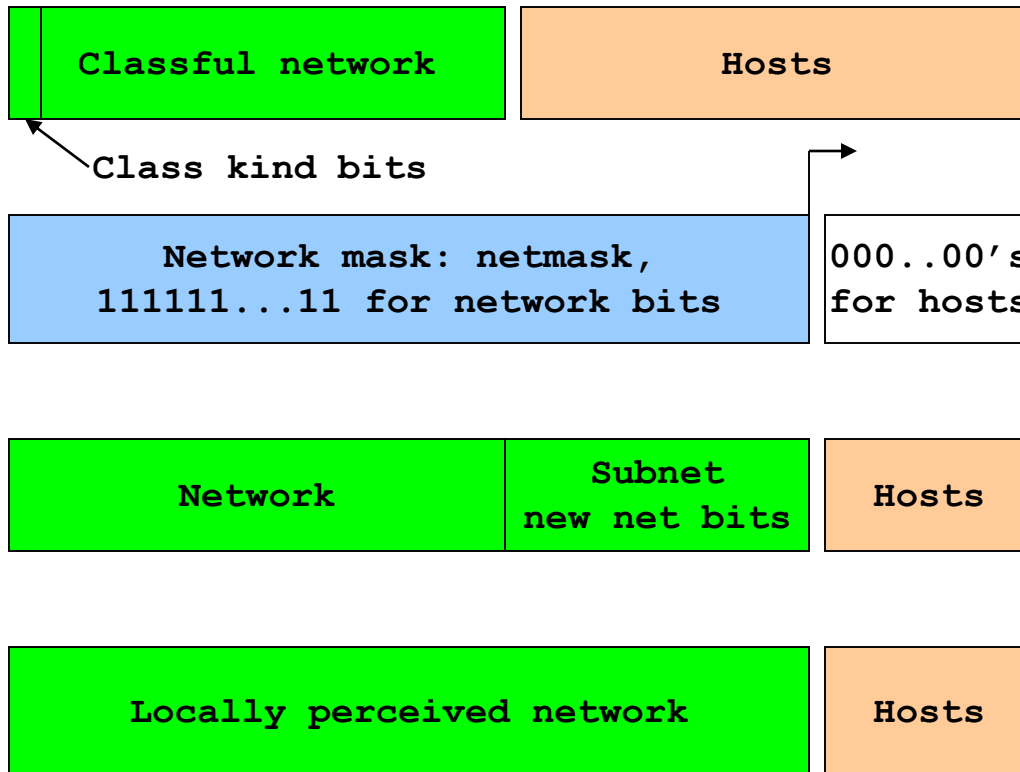 Classful network
Hosts
Class kind bits
Network mask: netmask,
111111...11 for network bits
000..00's
for hosts
Network
Subnet
new net bits
Hosts
Locally perceived network
Hosts